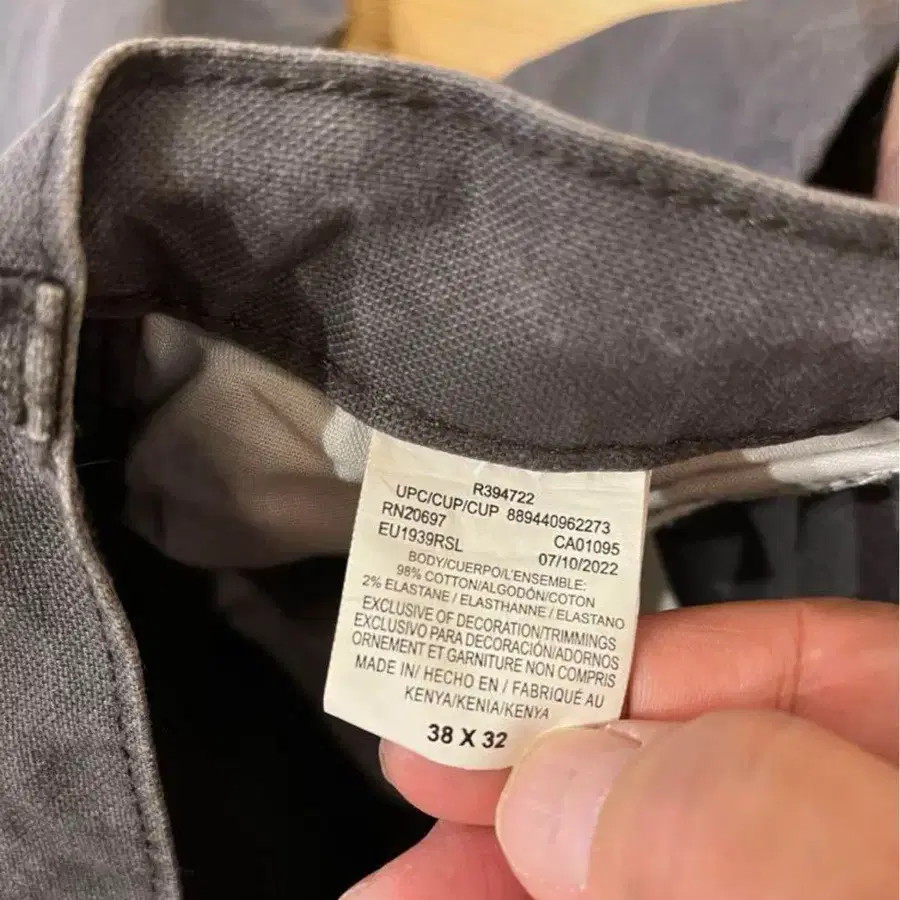 R394722
UPC/CUP/CUP 889440962273
RN20697 CA01095
EU1939RSL 07/10/2022
BODY/CUERPO/L'ENSEMBLE:
98% COTTON/ALGODÓN/COTON
2% ELASTANE / ELASTHANNE / ELASTANO
EXCLUSIVE OF DECORATION/TRIMMINGS
EXCLUSIVO PARA DECORACIÓN/ADORNOS
ORNEMENT ET GARNITURE NON COMPRIS
MADE IN/ HECHO EN / FABRIQUÉ AU
KENYA/KENIA/KENYA
38 X 32